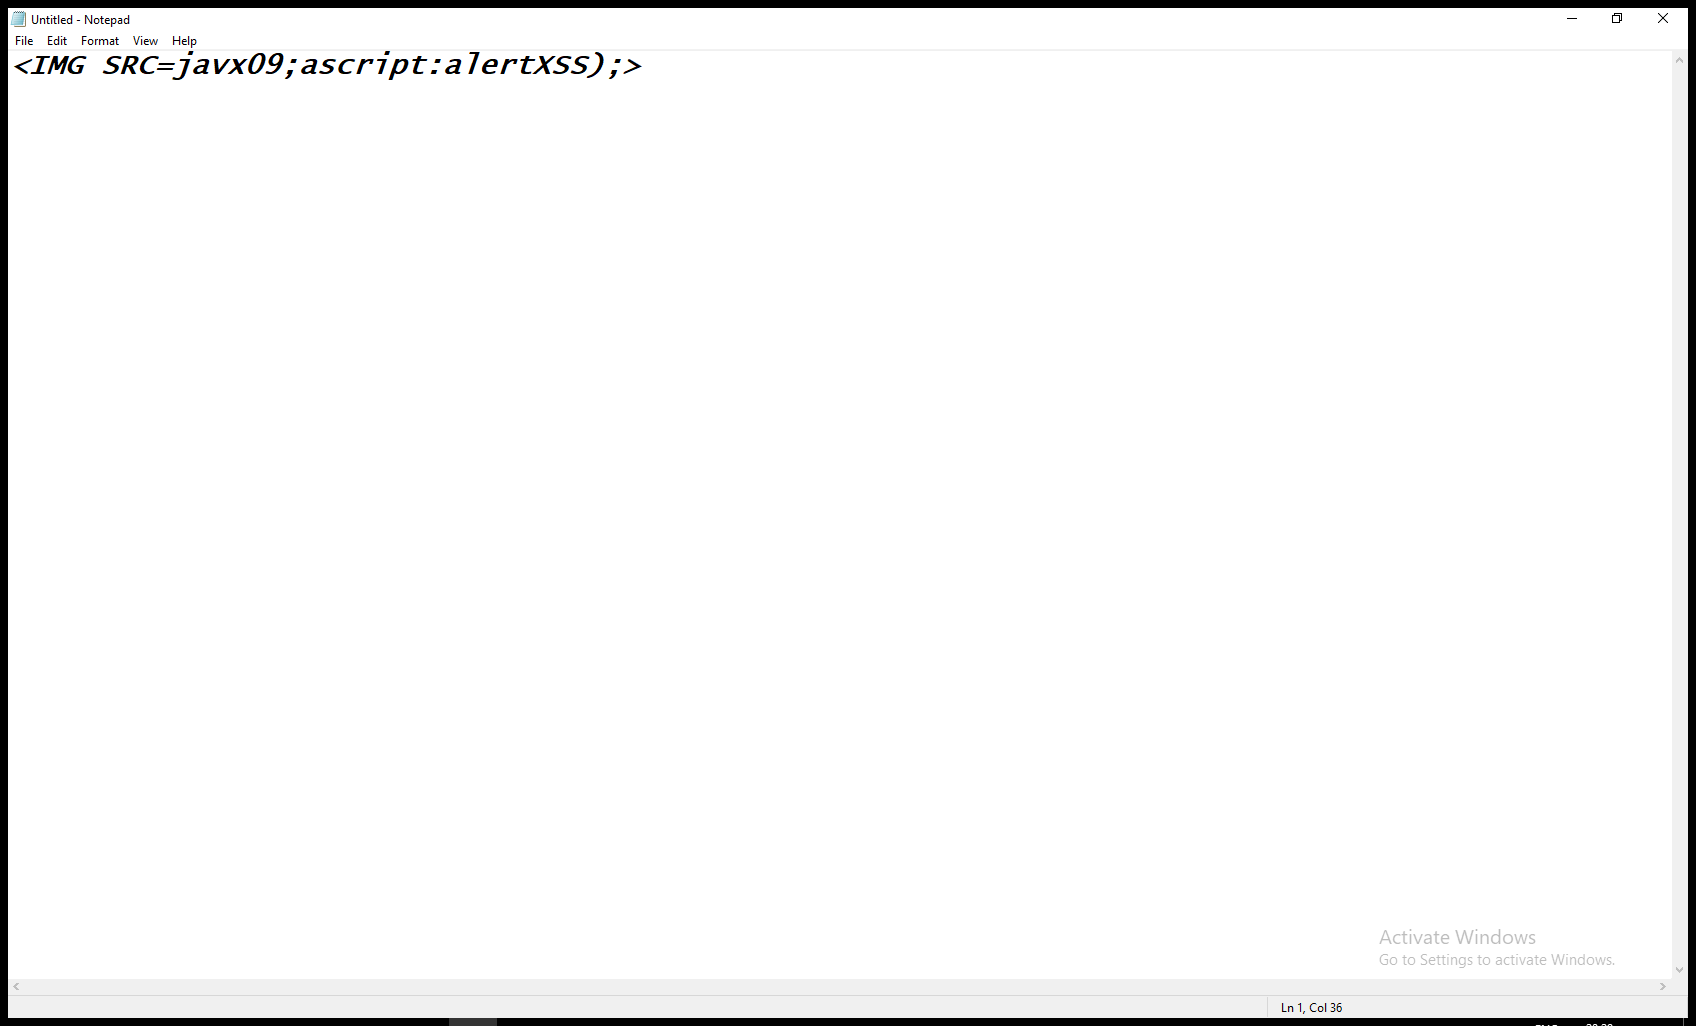 Untitled - Notepad
File Edit Format View Help
<IMG SRC=javx09;ascript:alertXSS);>
Activate Windows
Go to Settings to activate Windows.
Ln 1, Col 36